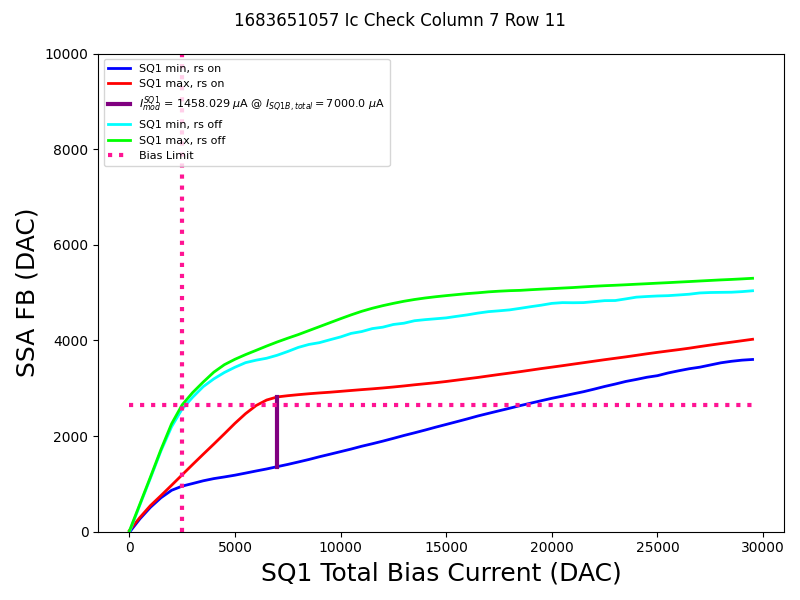 1683651057 Ic Check Column 7 Row 11
10000
8000
6000
4000
2000
0
SSA FB (DAC)
SQ1 min, rs on
SQ1 max, rs on
I_{mod}^{SQ1} = 1458.029 μA @ I_{SQ1B, total} = 7000.0 μA
SQ1 min, rs off
SQ1 max, rs off
Bias Limit
0 5000 10000 15000 20000 25000 30000
SQ1 Total Bias Current (DAC)